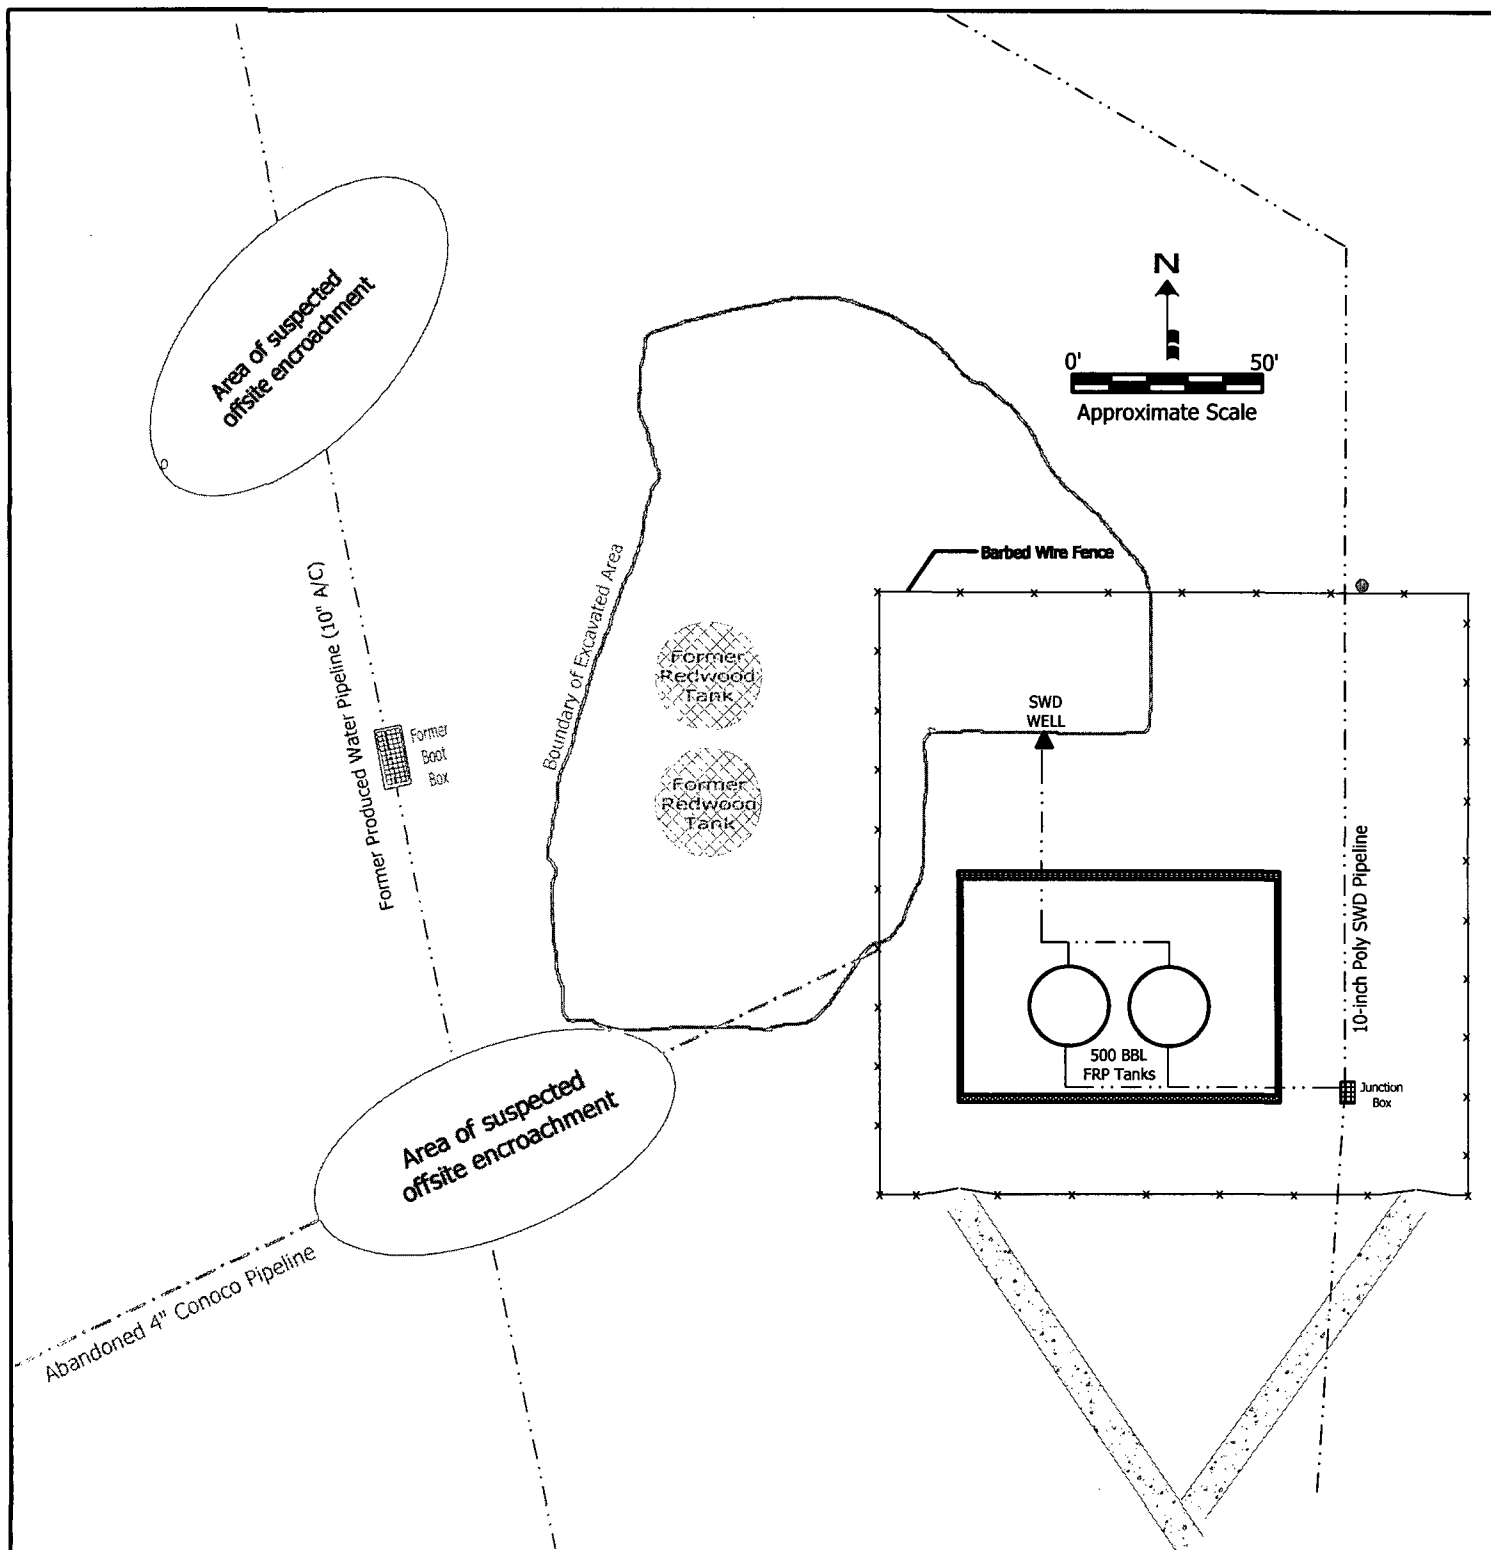 N
0' 50'
Approximate Scale
Area of suspected
offsite encroachment
Barbed Wire Fence
Boundary of Excavated Area
Former Produced Water Pipeline (10" A/C)
Former
Redwood
Tank
SWD
WELL
Former
Boot
Box
Former
Redwood
Tank
10-inch Poly SWD Pipeline
500 BBL
FRP Tanks
Junction
Box
Area of suspected
offsite encroachment
Abandoned 4" Conoco Pipeline